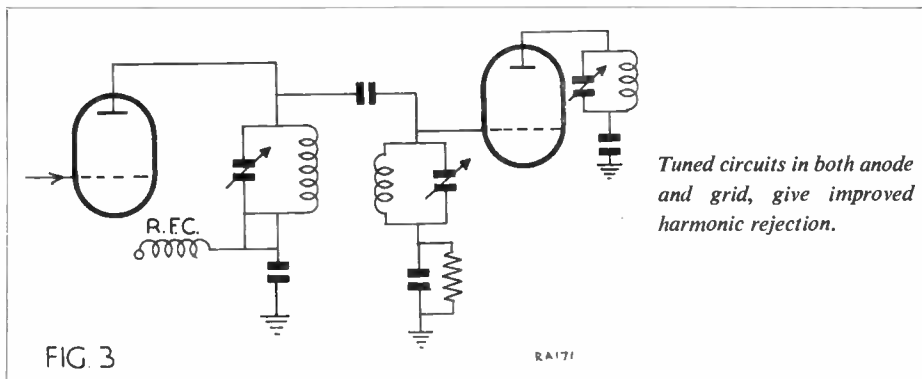 R.F.C.
Tuned circuits in both anode
and grid, give improved
harmonic rejection.
FIG. 3
RA171